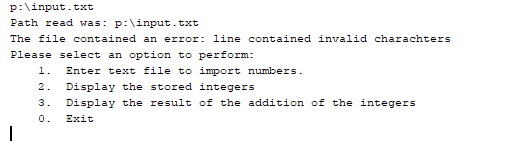 p:\input.txt
Path read was: p:\input.txt
The file contained an error: line contained invalid charachters
Please select an option to perform:
1. Enter text file to import numbers.
2. Display the stored integers
3. Display the result of the addition of the integers
0. Exit